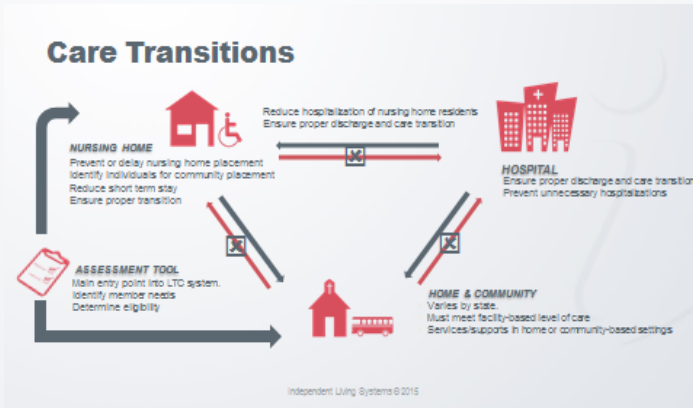 Care Transitions
Reduce hospitalization of nursing home residents
Ensure proper discharge and care transition
NURSING HOME
Prevent or delay nursing home placement
Identify individuals for community placement
Reduce short term stay
Ensure proper transition
HOSPITAL
Ensure proper discharge and care transition
Prevent unnecessary hospitalizations
ASSESSMENT TOOL
Main entry point into LTC system.
Identify member needs
Determine eligibility
HOME & COMMUNITY
Varies by state.
Must meet facility-based level of care
Services/supports in home or community-based settings
Independent Living Systems © 2015